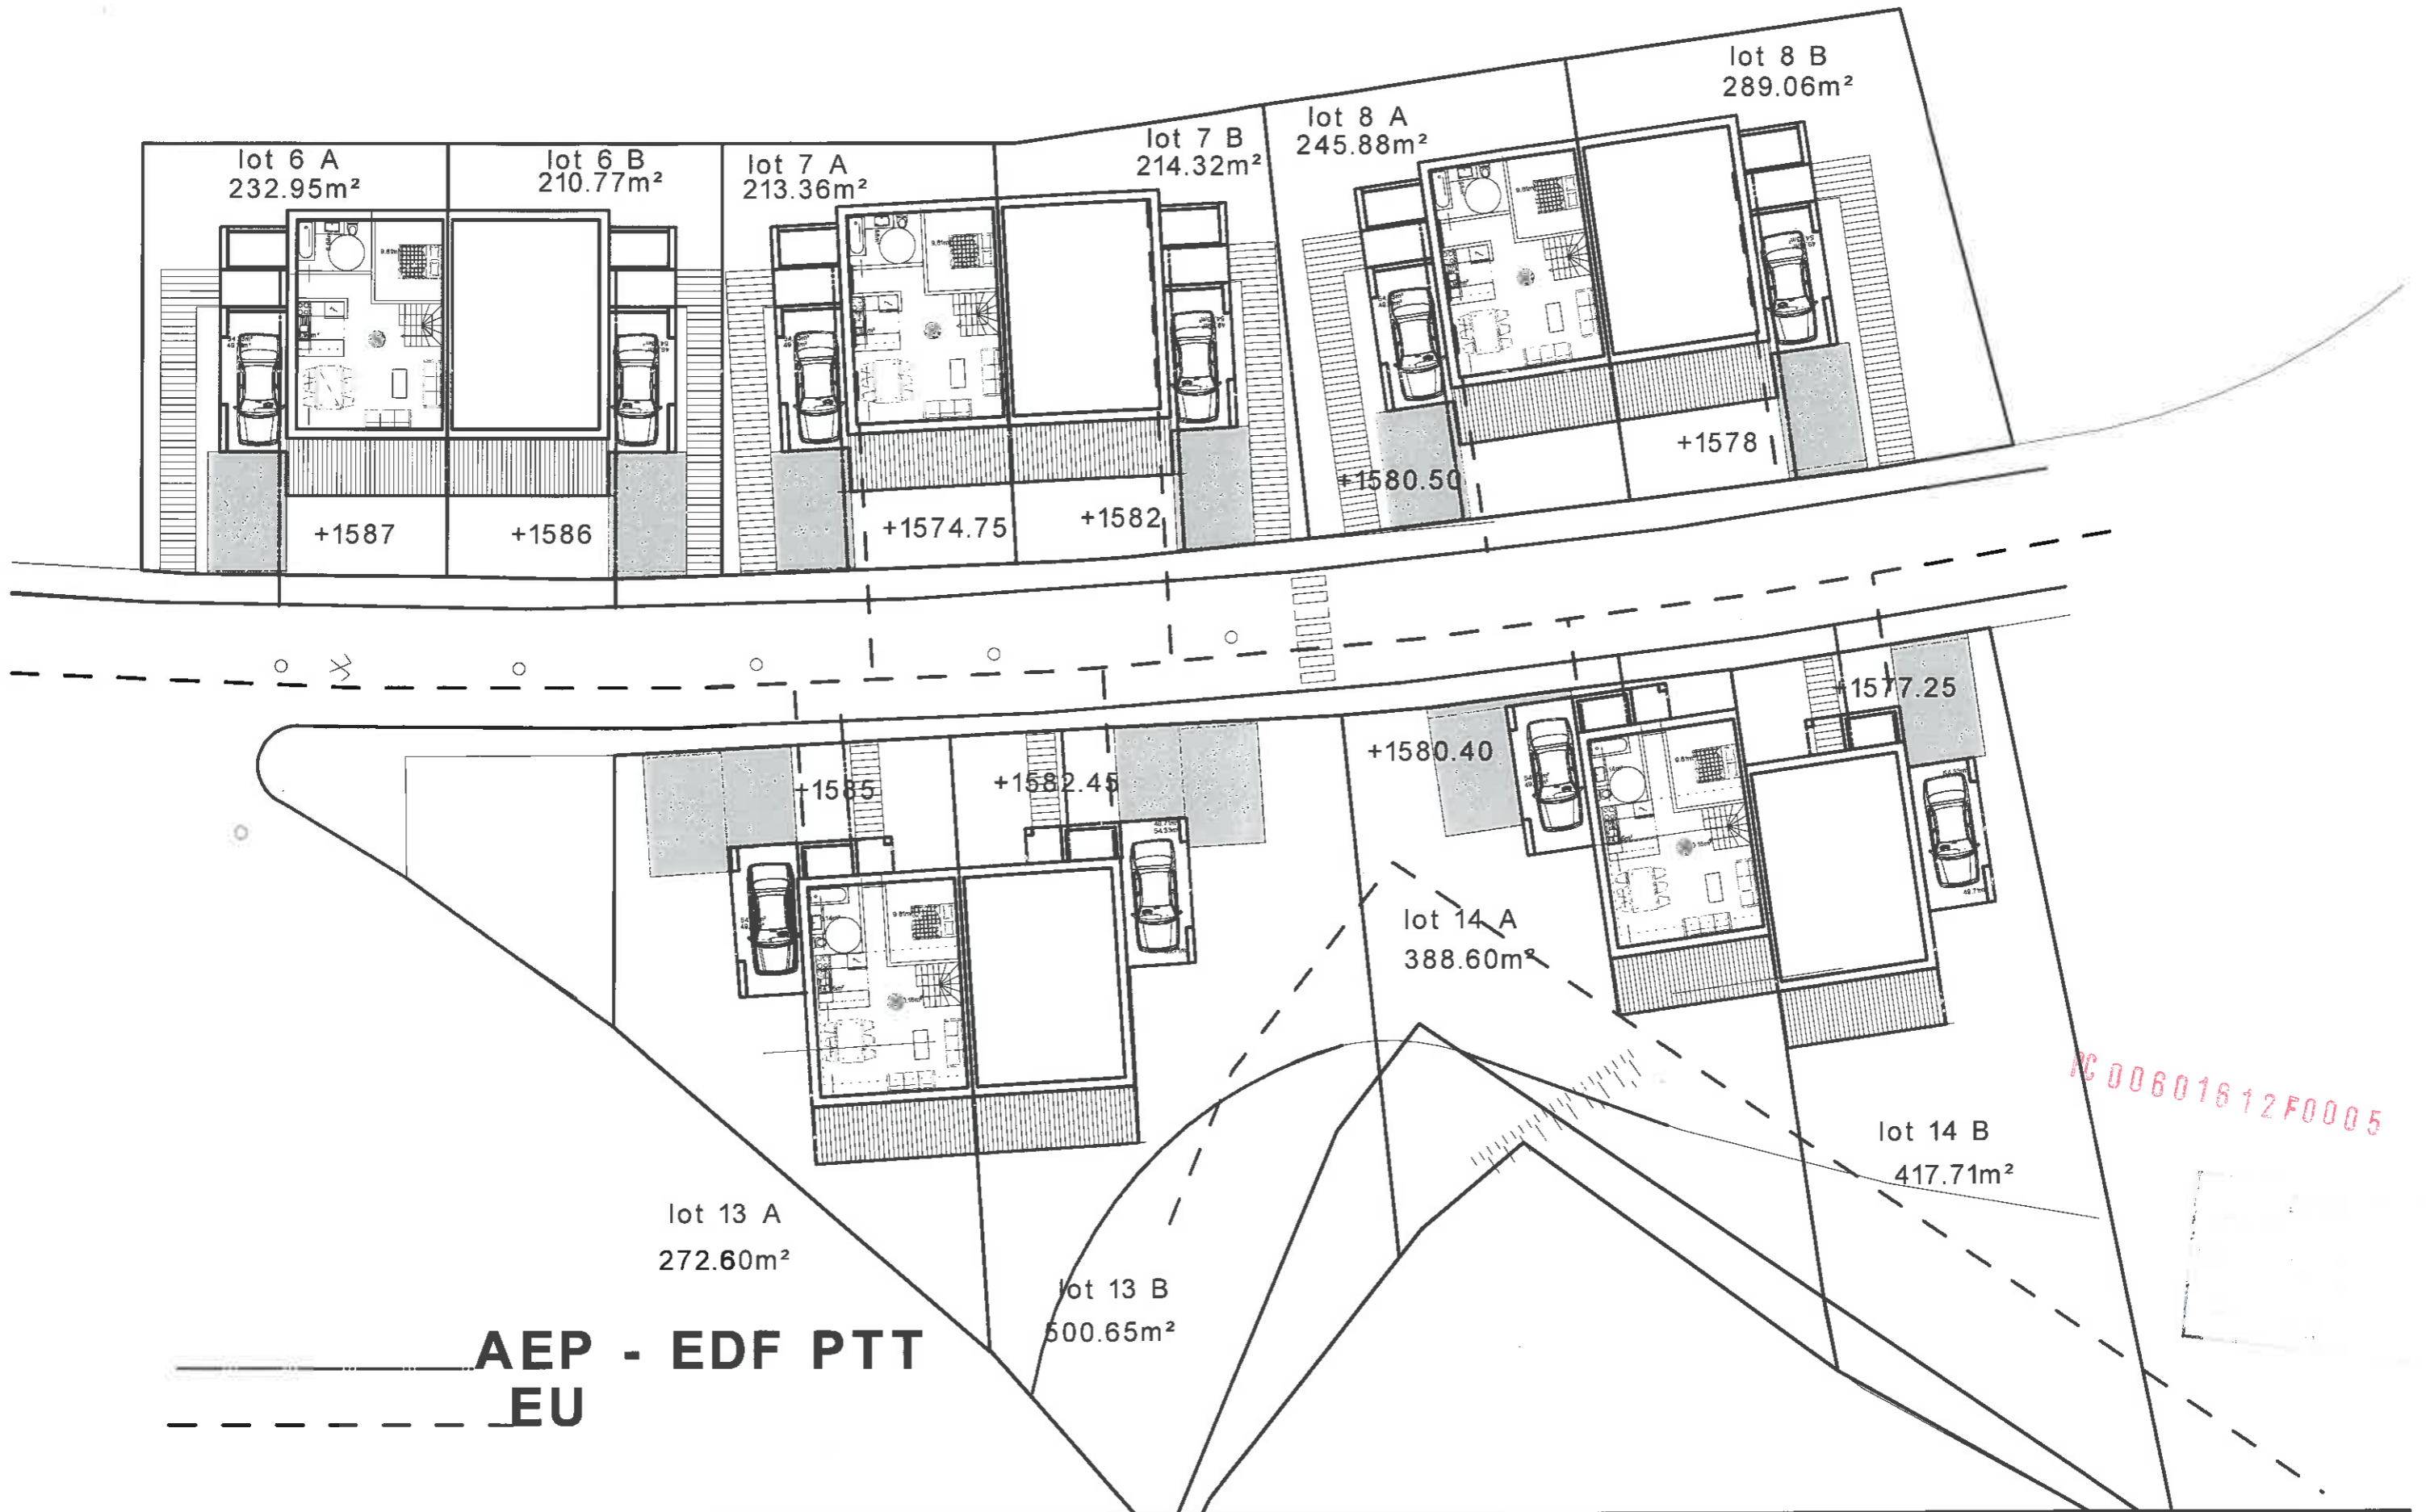 lot 8 B
289.06m²
lot 8 A
245.88m²
lot 7 B
214.32m²
lot 6 A
232.95m²
lot 6 B
210.77m²
lot 7 A
213.36m²
+1578
+1580.50
+1587
+1586
+1574.75
+1582
+1577.25
+1580.40
+1585
+1582.45
lot 14 A
388.60m²
PC 00601612F0005
lot 14 B
417.71m²
lot 13 A
272.60m²
lot 13 B
500.65m²
AEP - EDF PTT
EU